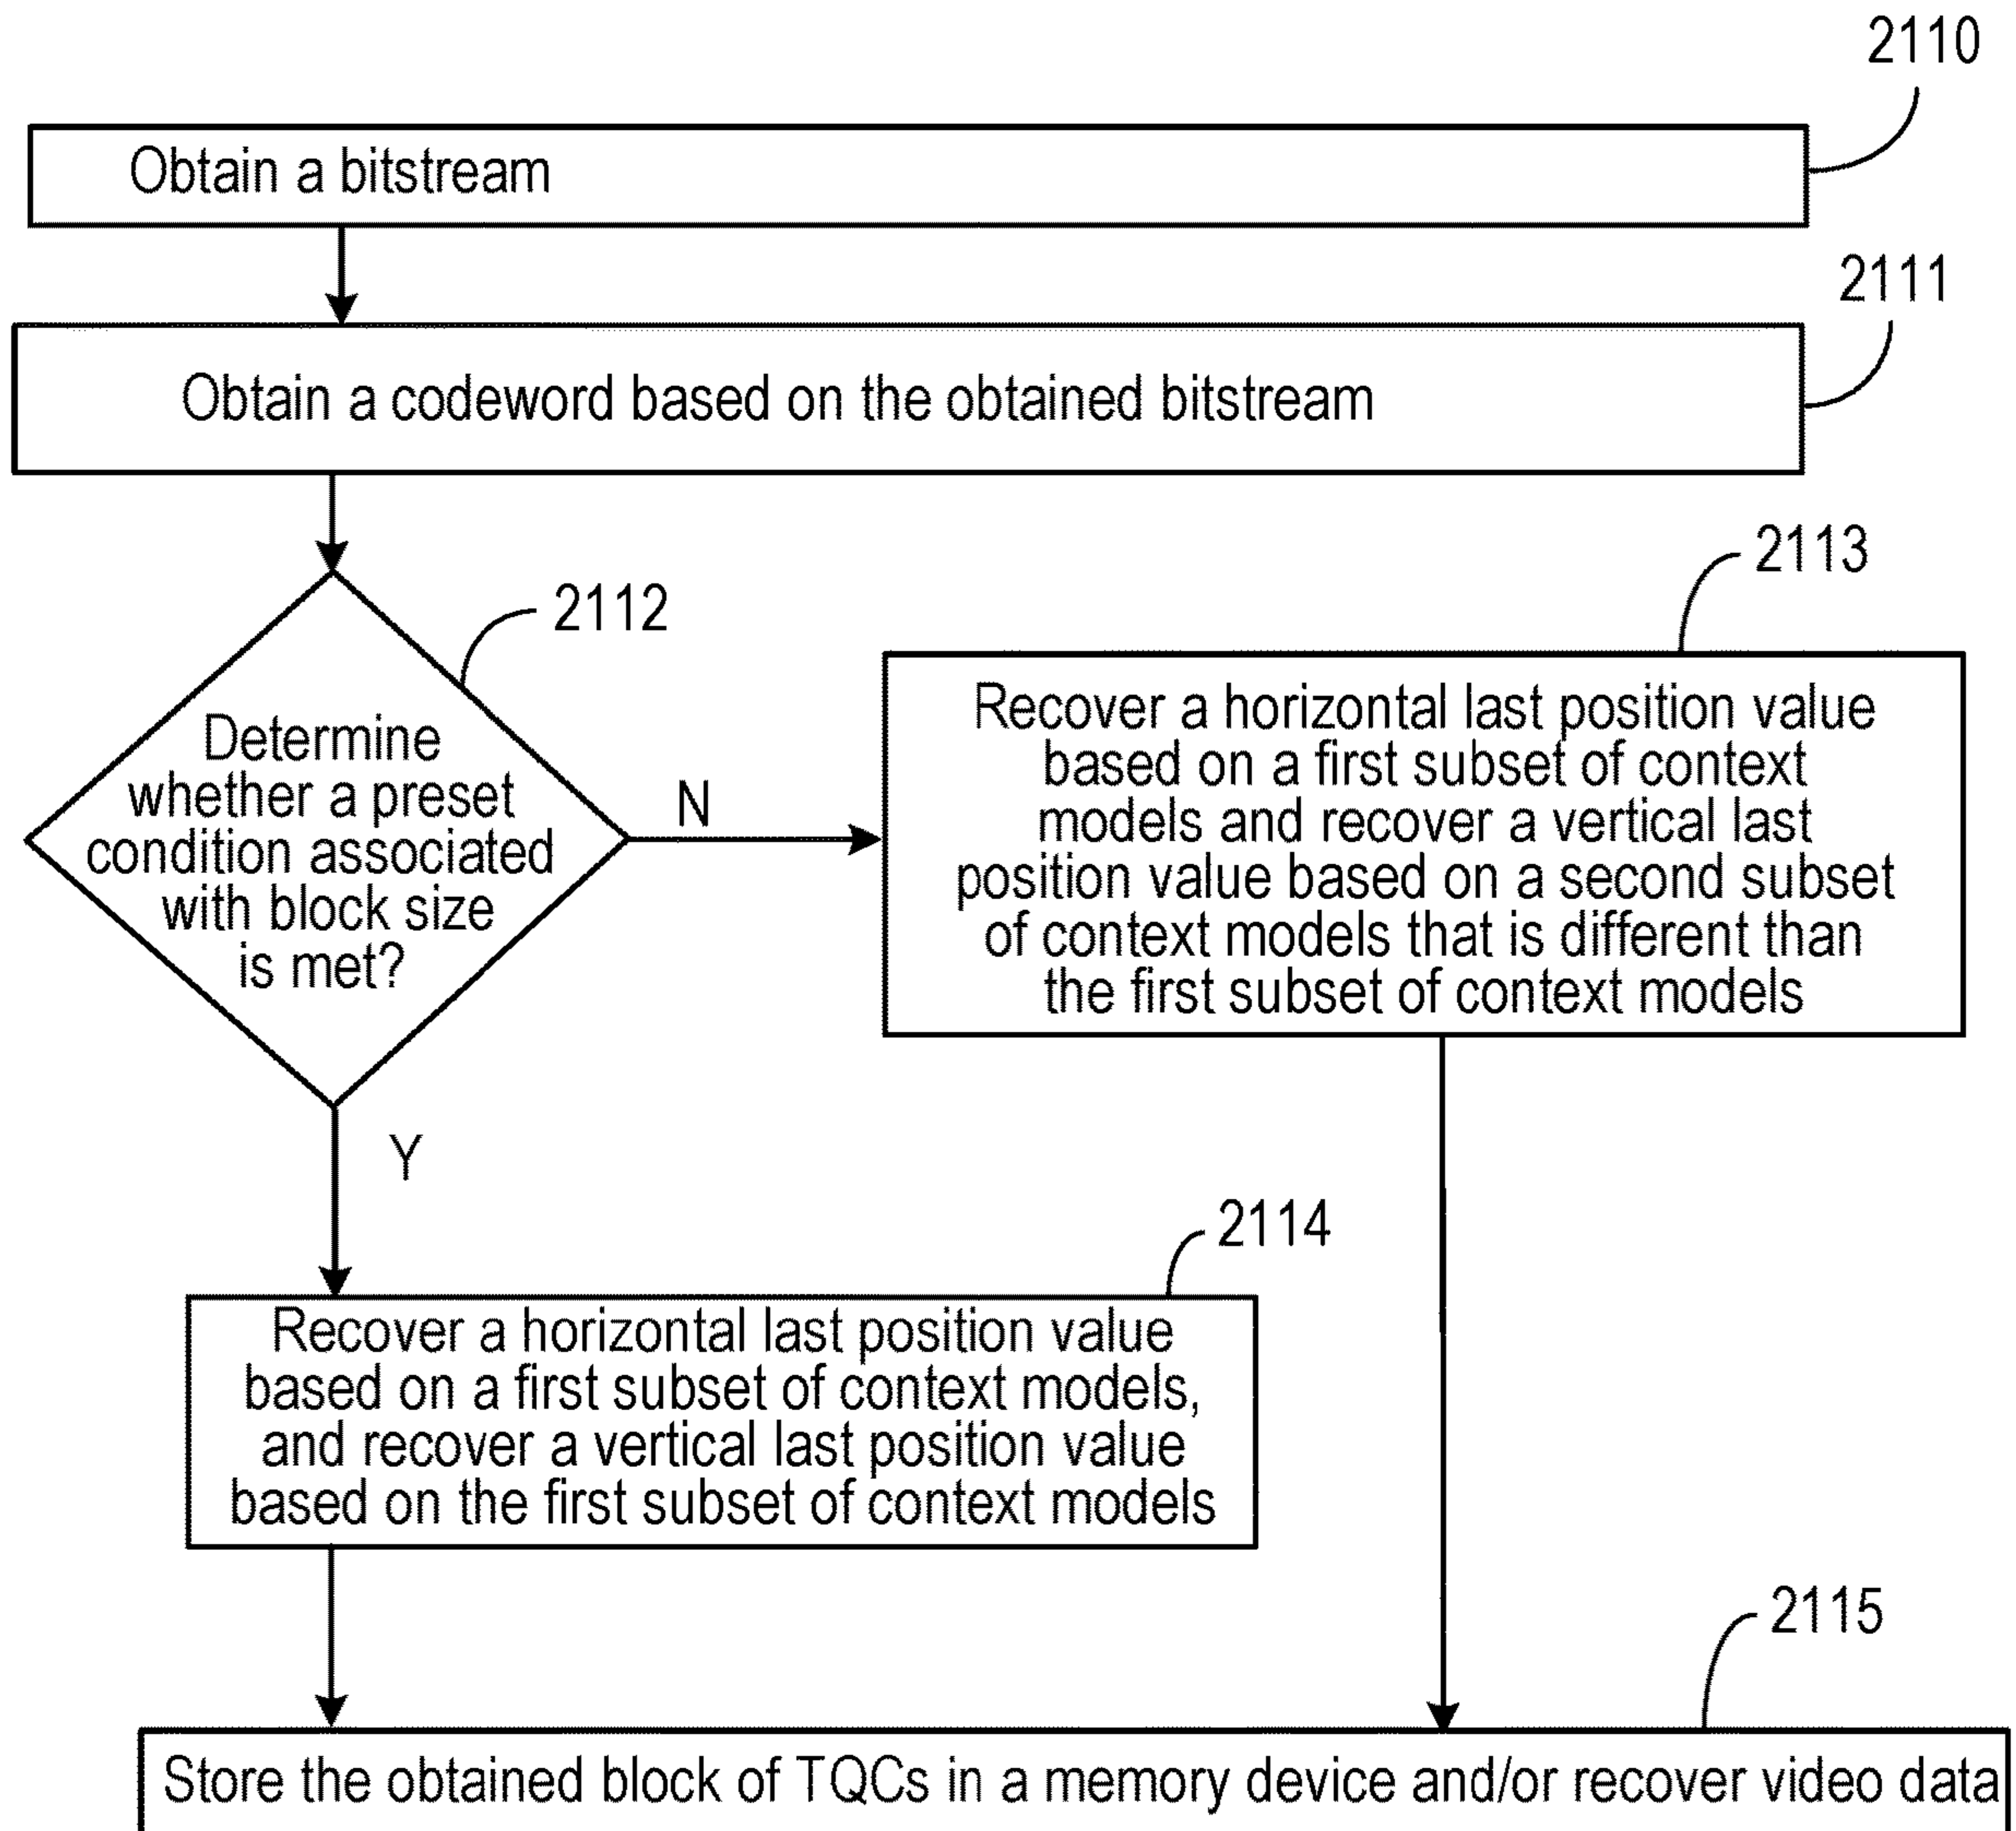 2110
Obtain a bitstream
2111
Obtain a codeword based on the obtained bitstream
2112
Determine
whether a preset
condition associated
with block size
is met?
N
2113
Recover a horizontal last position value
based on a first subset of context
models and recover a vertical last
position value based on a second subset
of context models that is different than
the first subset of context models
Y
2114
Recover a horizontal last position value
based on a first subset of context models,
and recover a vertical last position value
based on the first subset of context models
2115
Store the obtained block of TQCs in a memory device and/or recover video data